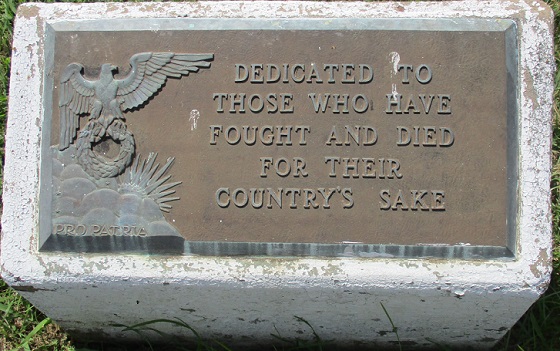 DEDICATED TO
THOSE WHO HAVE
FOUGHT AND DIED
FOR THEIR
COUNTRY'S SAKE
PRO PATRIA